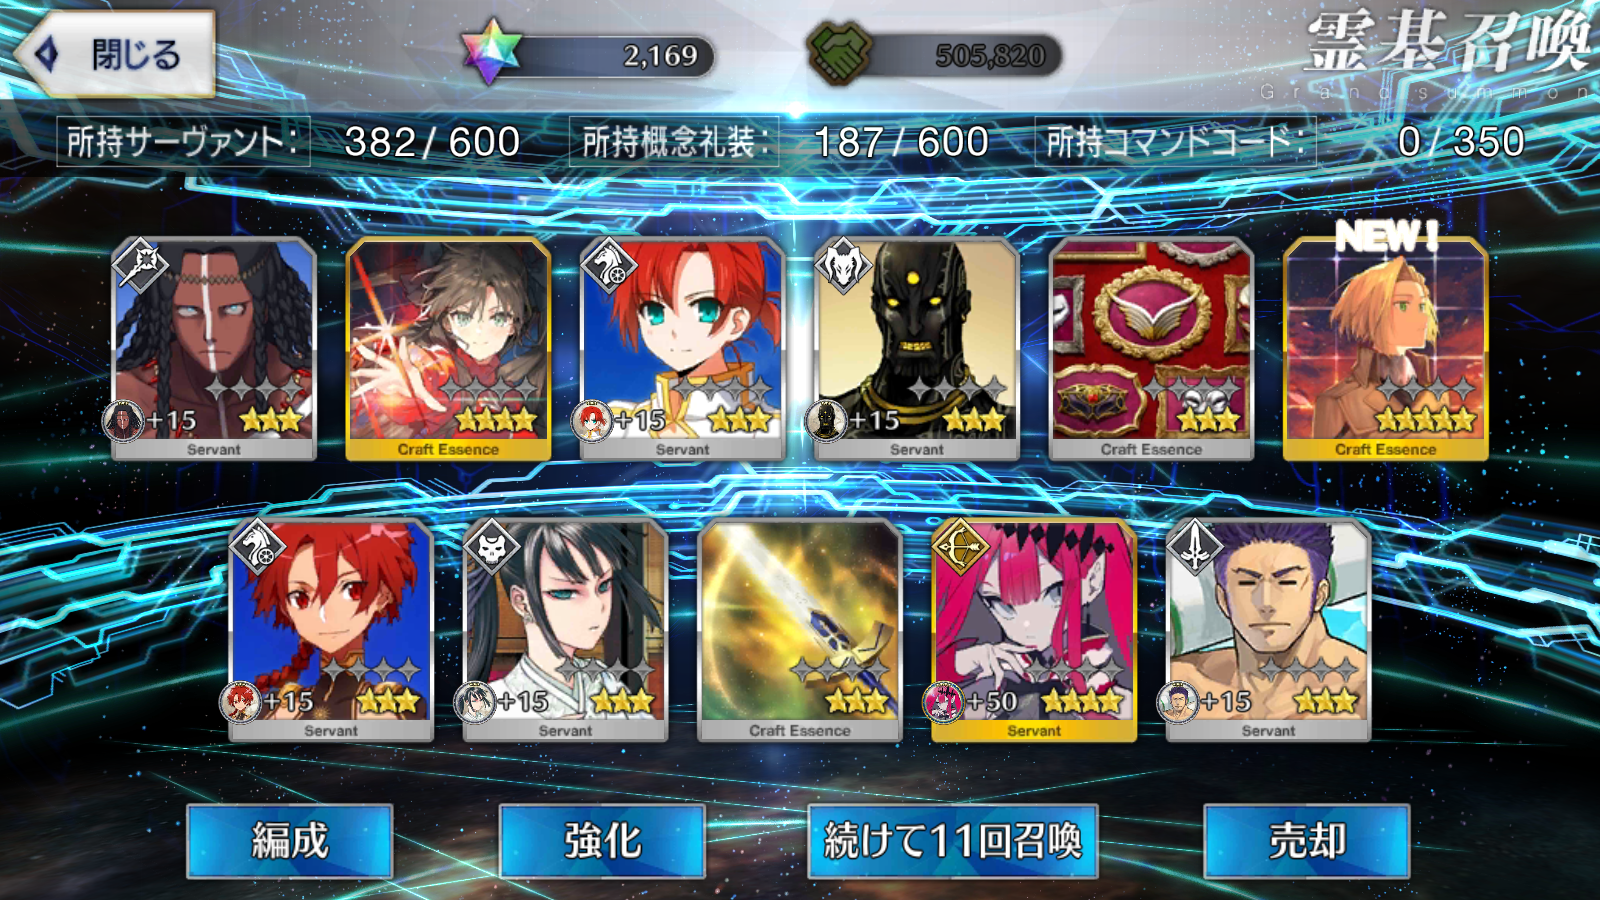 閉じる
2,169
505,820
霊基召喚
Grand summon
所持サーヴァント: 382 / 600
所持概念礼装: 187 / 600
所持コマンドコード: 0 / 350
NEW!
+15
+15
+15
Servant
Craft Essence
Servant
Servant
Craft Essence
Craft Essence
+15
+15
+50
+15
Servant
Servant
Craft Essence
Servant
Servant
編成
強化
続けて11回召喚
売却